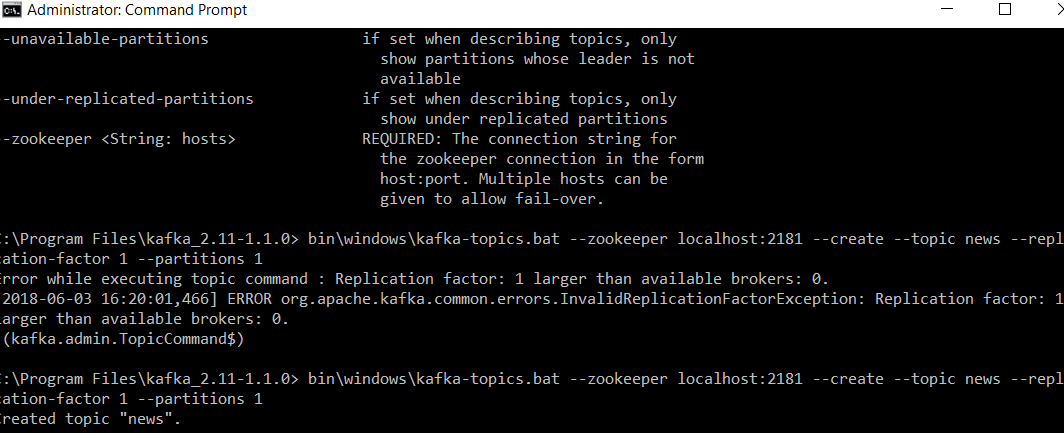 Administrator: Command Prompt
--unavailable-partitions if set when describing topics, only
show partitions whose leader is not
available
--under-replicated-partitions if set when describing topics, only
show under replicated partitions
--zookeeper <String: hosts> REQUIRED: The connection string for
the zookeeper connection in the form
host:port. Multiple hosts can be
given to allow fail-over.
C:\Program Files\kafka_2.11-1.1.0> bin\windows\kafka-topics.bat --zookeeper localhost:2181 --create --topic news --repl
ication-factor 1 --partitions 1
Error while executing topic command : Replication factor: 1 larger than available brokers: 0.
[2018-06-03 16:20:01,466] ERROR org.apache.kafka.common.errors.InvalidReplicationFactorException: Replication factor: 1
larger than available brokers: 0.
(kafka.admin.TopicCommand$)
C:\Program Files\kafka_2.11-1.1.0> bin\windows\kafka-topics.bat --zookeeper localhost:2181 --create --topic news --repl
ication-factor 1 --partitions 1
Created topic "news".